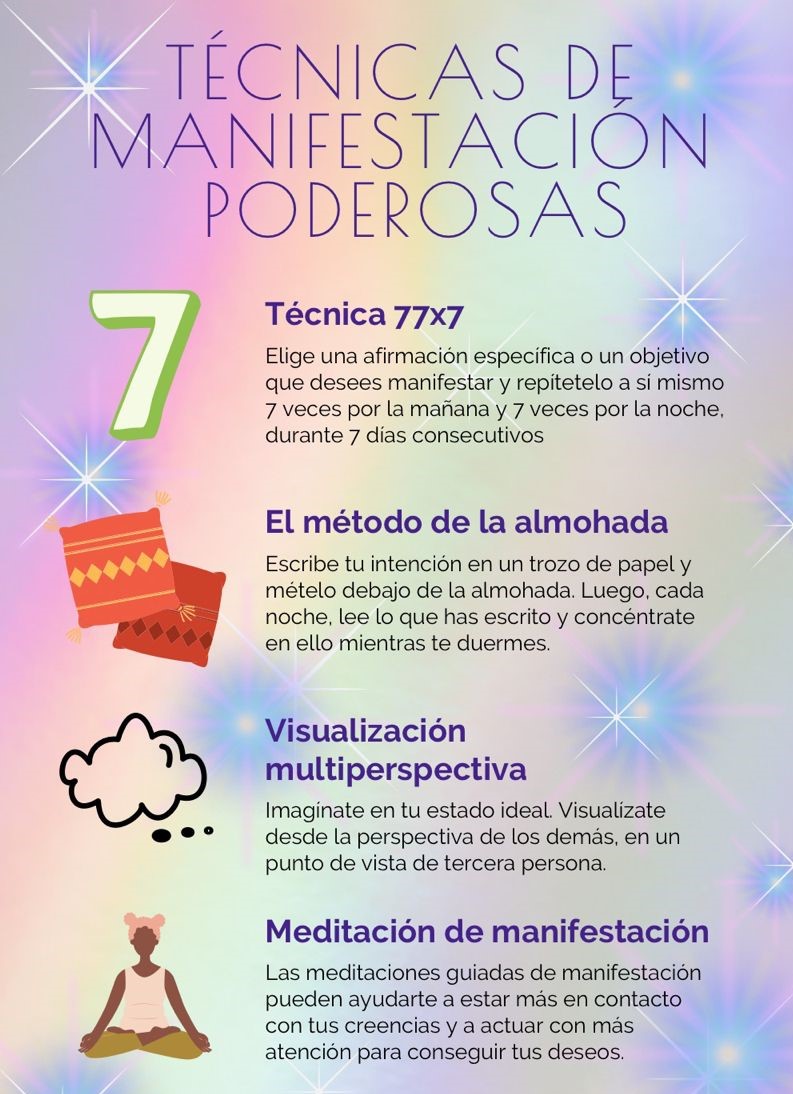 TÉCNICAS DE
MANIFESTACIÓN
PODEROSAS
7
Técnica 77x7
Elige una afirmación específica o un objetivo
que desees manifestar y repítetelo a sí mismo
7 veces por la mañana y 7 veces por la noche,
durante 7 días consecutivos
El método de la almohada
Escribe tu intención en un trozo de papel y
mételo debajo de la almohada. Luego, cada
noche, lee lo que has escrito y concéntrate
en ello mientras te duermes.
Visualización
multiperspectiva
Imagínate en tu estado ideal. Visualízate
desde la perspectiva de los demás, en un
punto de vista de tercera persona.
Meditación de manifestación
Las meditaciones guiadas de manifestación
pueden ayudarte a estar más en contacto
con tus creencias y a actuar con más
atención para conseguir tus deseos.